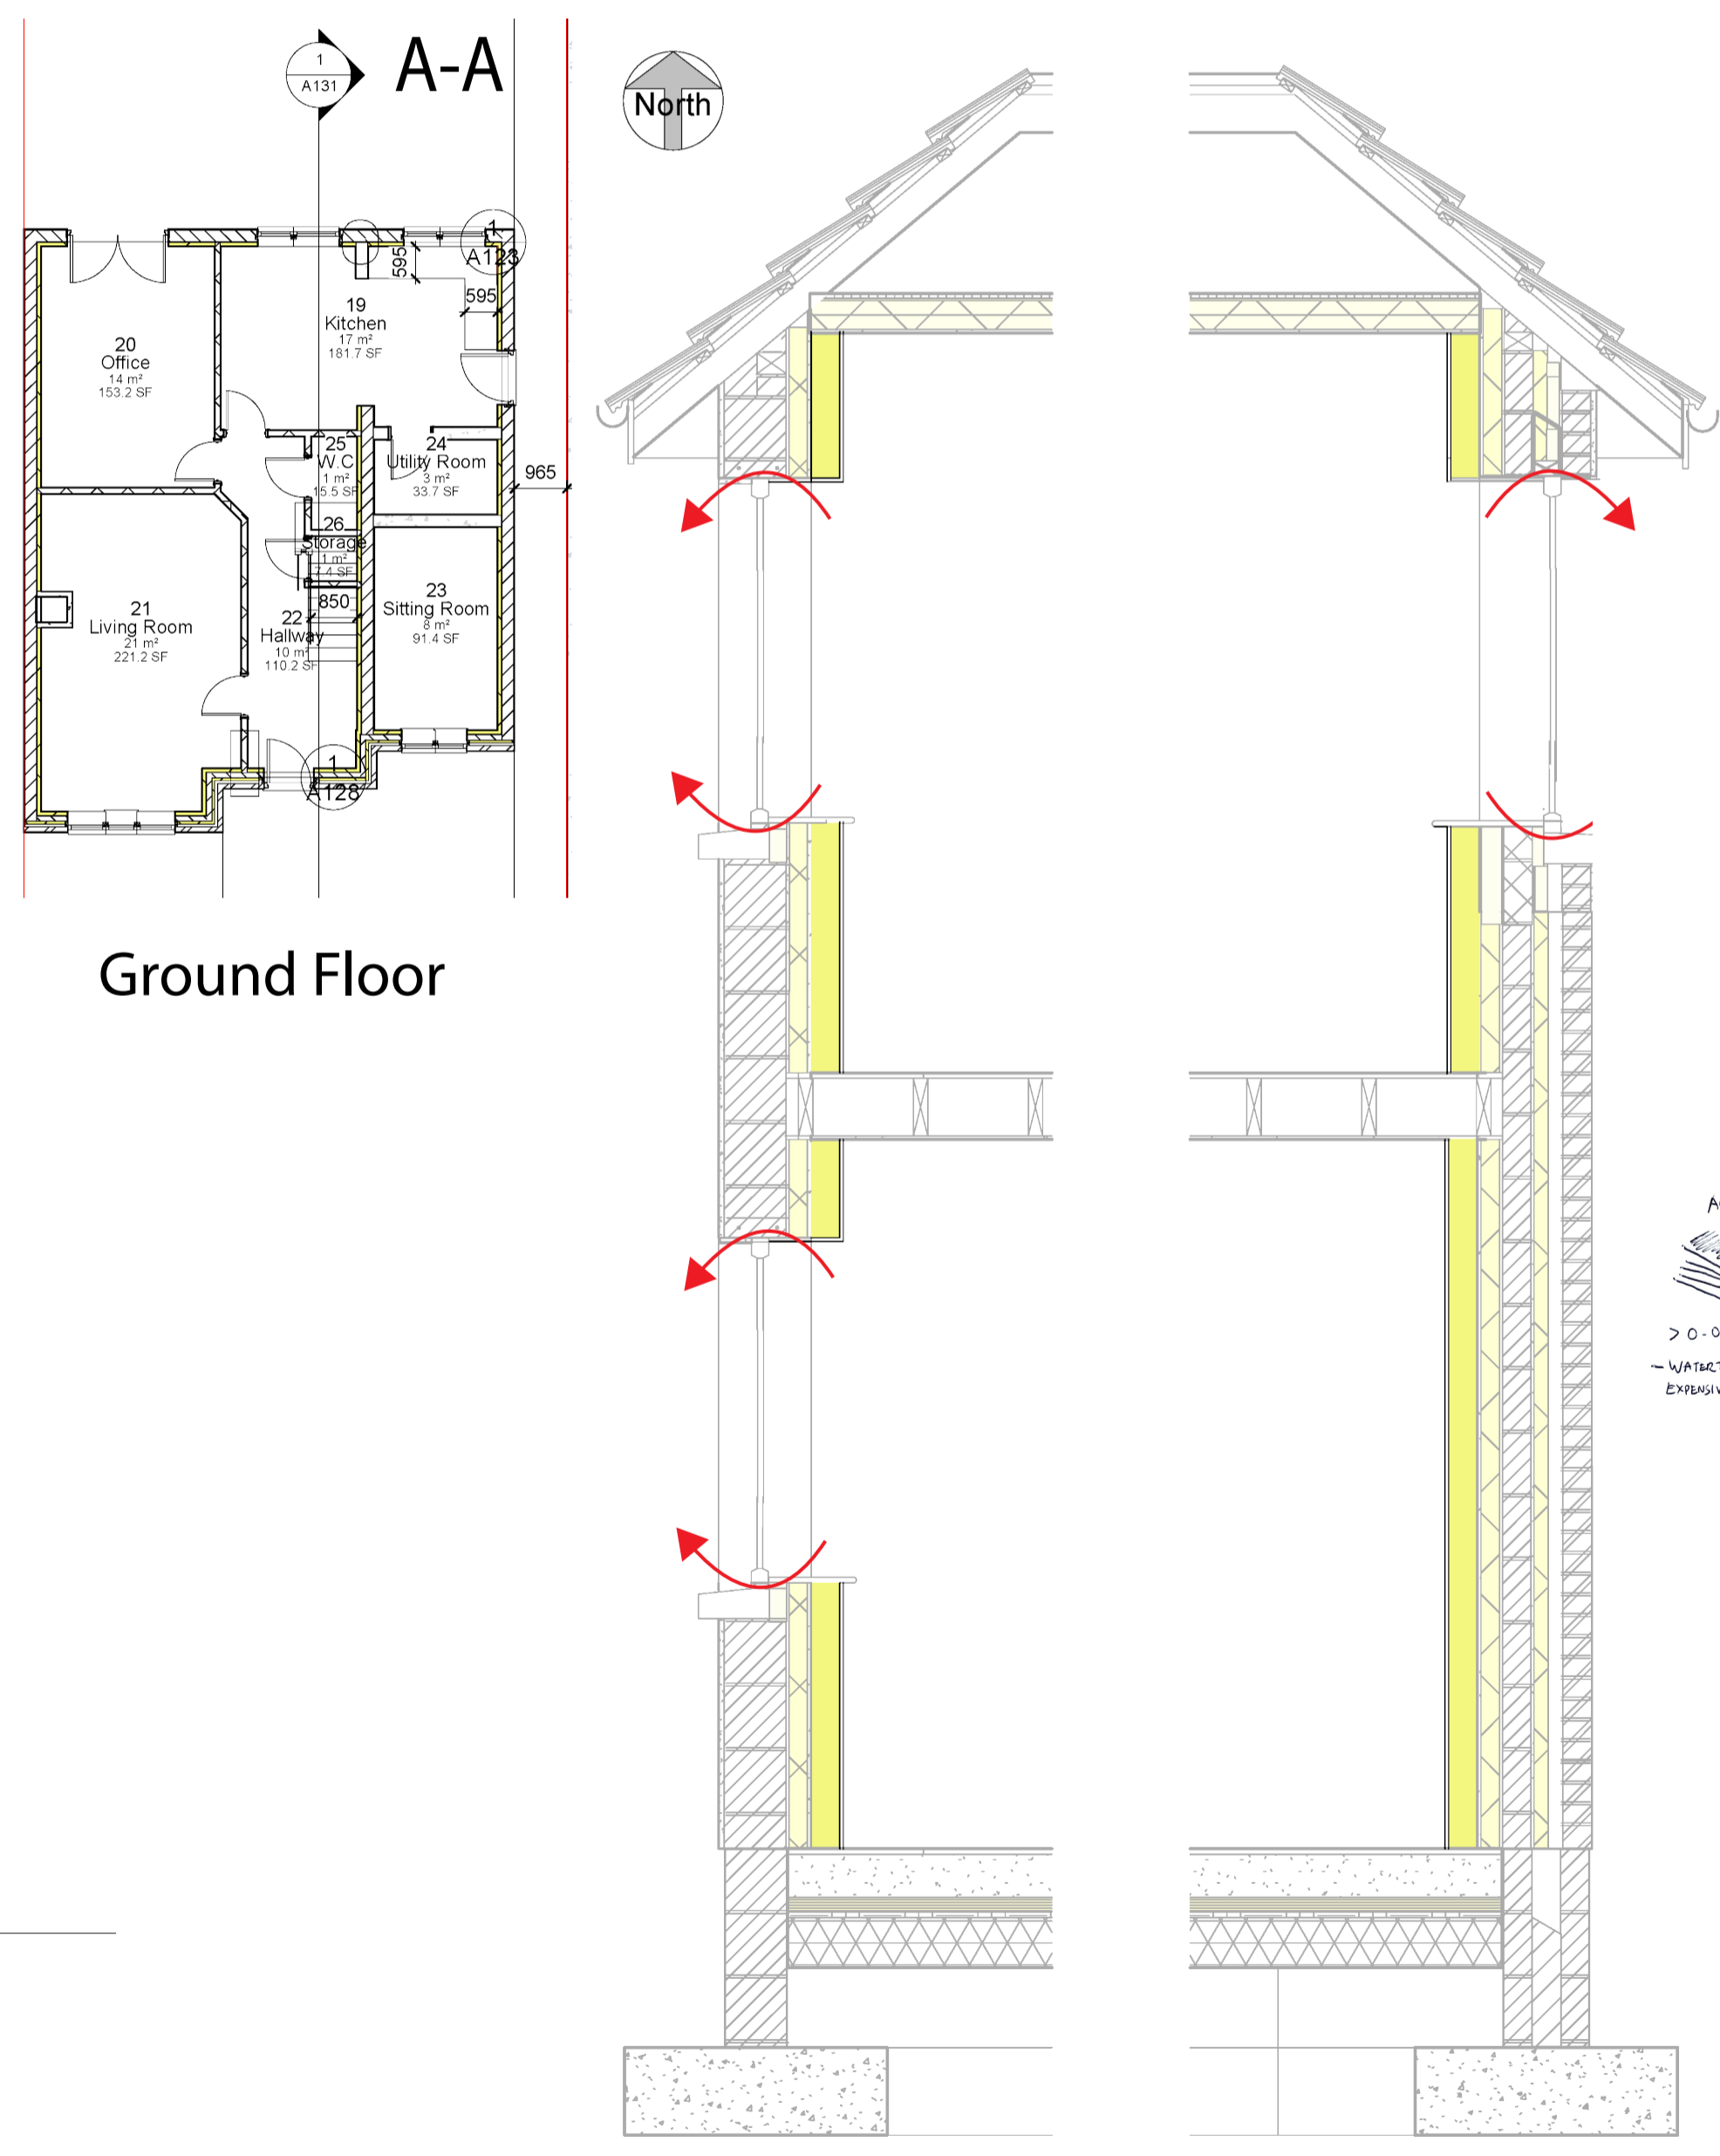 1
A131
A-A
North
1
A123
595
595
19
Kitchen
17 m²
181.7 SF
20
Office
14 m²
153.2 SF
25
W.C
1 m²
15.5 SF
24
Utility Room
3 m²
33.7 SF
965
26
Storage
1 m²
7.4 SF
850
23
Sitting Room
8 m²
91.4 SF
21
Living Room
21 m²
221.2 SF
22
Hallway
10 m²
110.2 SF
1
A128
Ground Floor
> 0-0